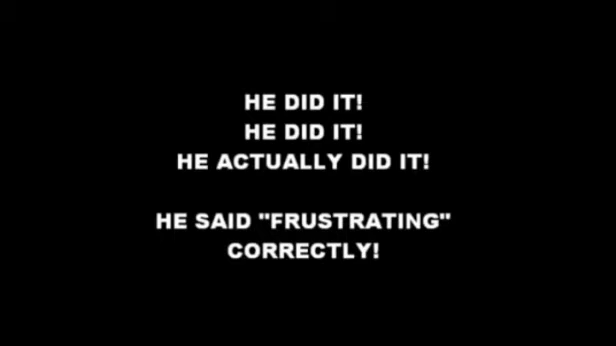 HE DID IT!
HE DID IT!
HE ACTUALLY DID IT!
HE SAID "FRUSTRATING"
CORRECTLY!